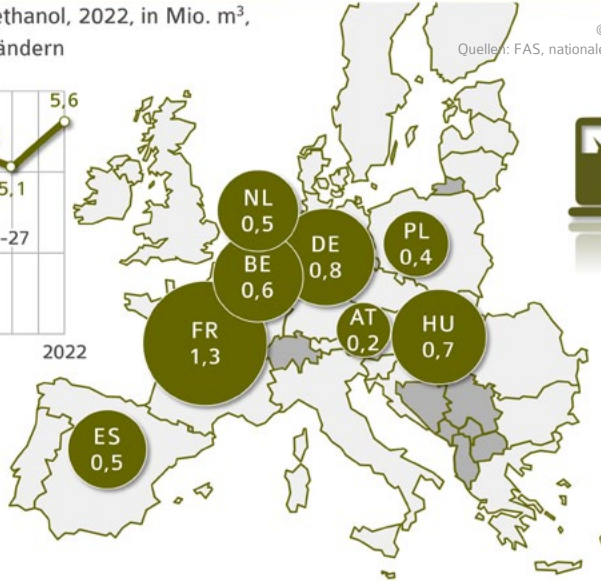 ethanol, 2022, in Mio. m³,
ändern
©
Quellen: FAS, nationale
5,6
5,1
-27
2022
NL
0,5
DE
0,8
PL
0,4
BE
0,6
AT
0,2
HU
0,7
FR
1,3
ES
0,5